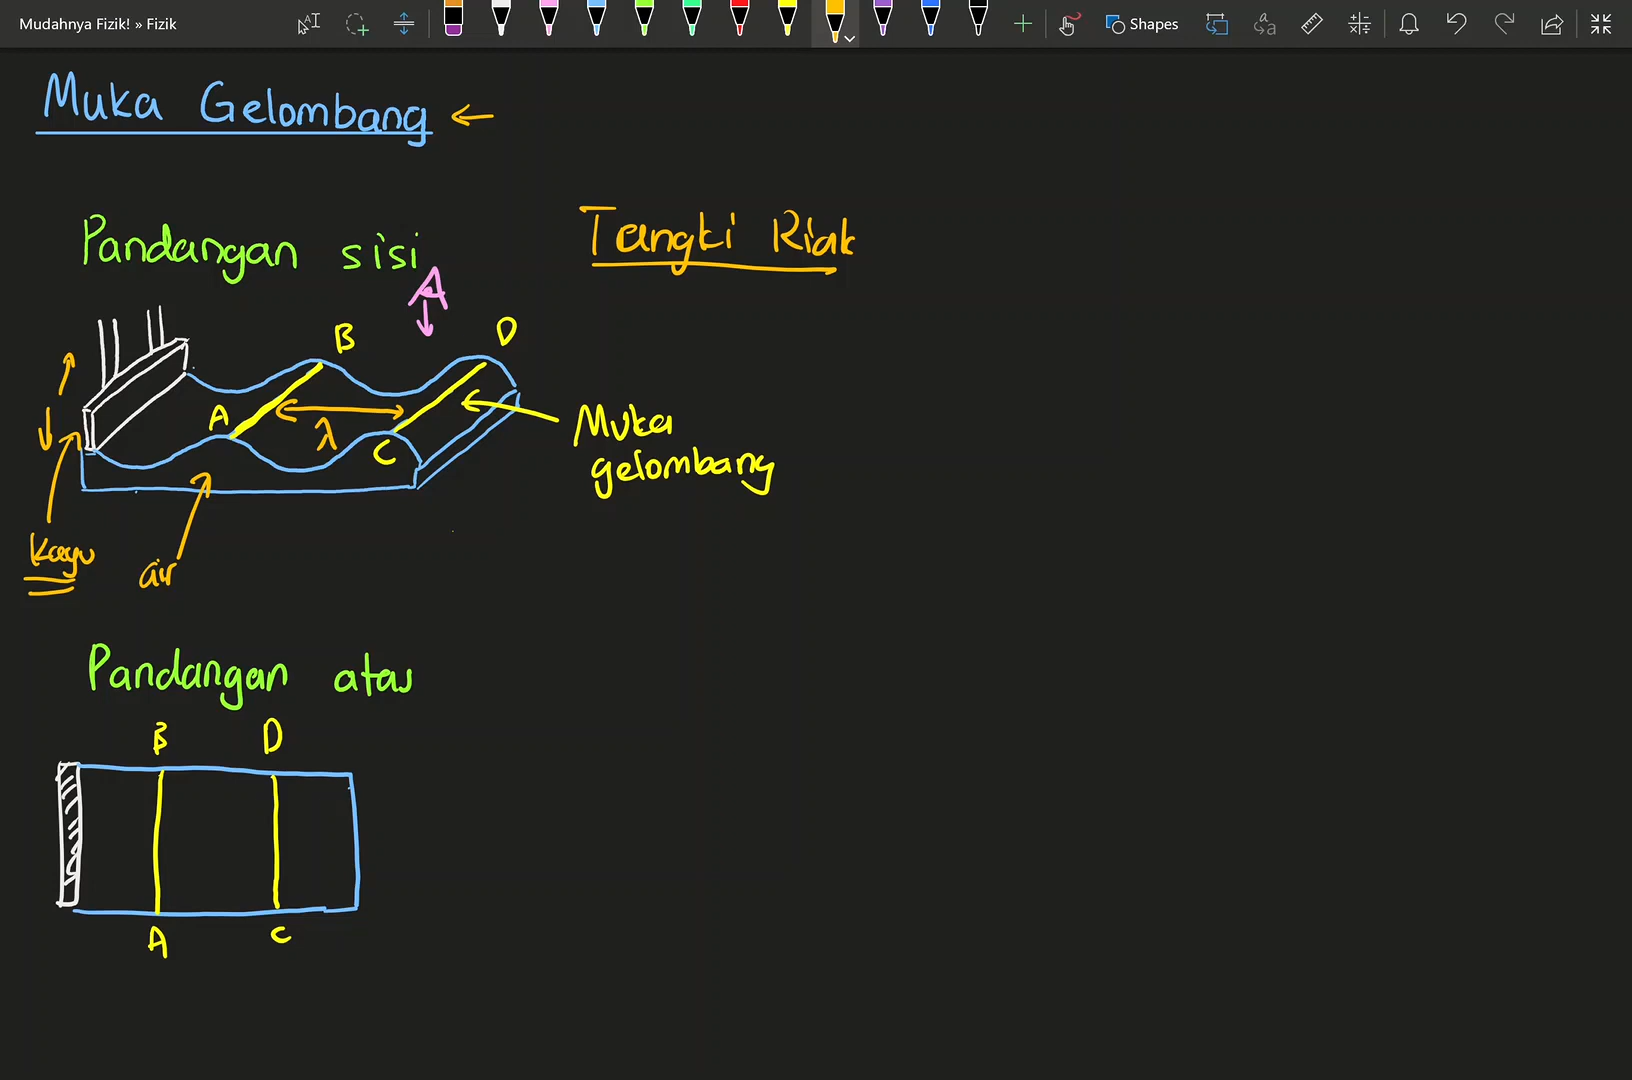 Mudahnya Fizik! » Fizik
Shapes
Muka Gelombang ←
Pandangan sisi
Tangki Riak
A
B
D
A
λ
C
Muka
gelombang
Kayu
air
Pandangan atas
B
D
A
C